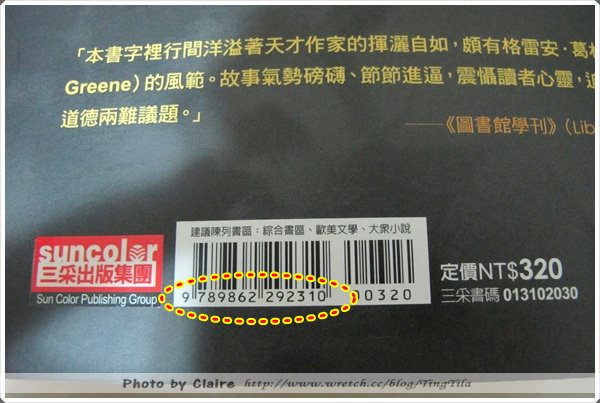 「本書字裡行間洋溢著天才作家的揮灑自如，頗有格雷安．葛林
Greene）的風範。故事氣勢磅礴、節節進逼，震懾讀者心靈，迫
道德兩難議題。」
——《圖書館學刊》（Lib
建議陳列書區：綜合書區、歐美文學、大眾小說
suncolor
三采出版集團
Sun Color Publishing Group
9 789862 292310 00320
定價NT$320
三采書碼 013102030
Photo by Claire http://www.wretch.cc/blog/TingTifa